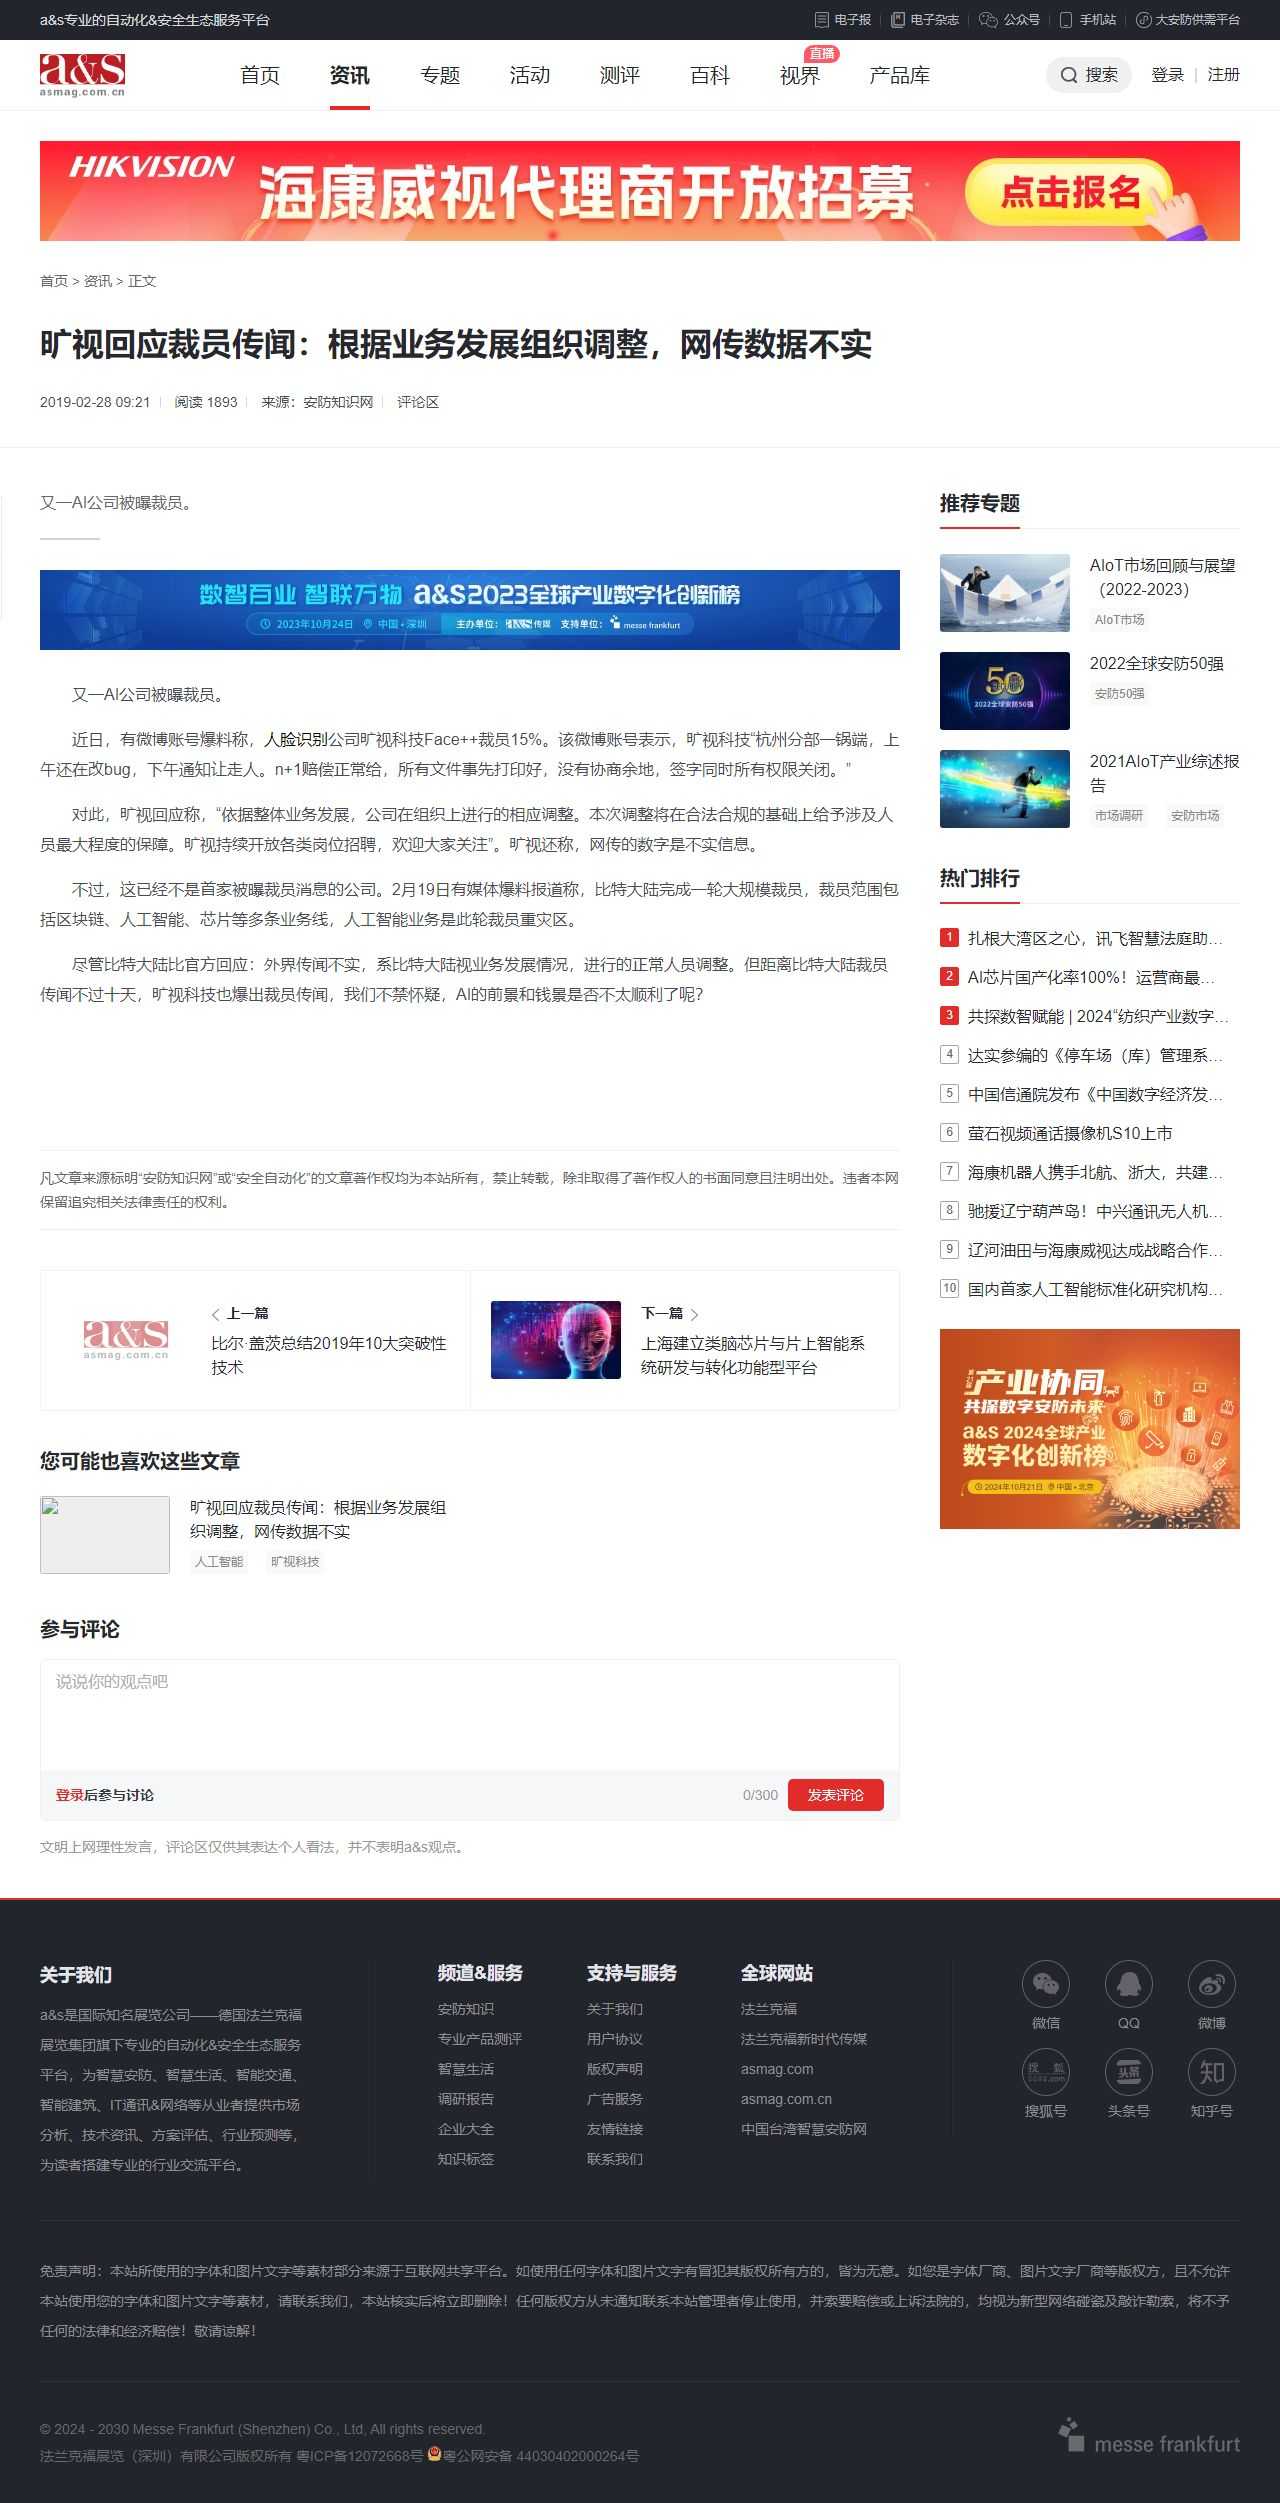 a&s专业的自动化&安全生态服务平台
电子报 电子杂志 公众号 手机站 大安防供需平台
a&s
asmag.com.cn
首页 资讯 专题 活动 测评 百科 视界 直播 产品库
搜索 登录 | 注册
HIKVISION 海康威视代理商开放招募 点击报名
首页 > 资讯 > 正文
旷视回应裁员传闻：根据业务发展组织调整，网传数据不实
2019-02-28 09:21 阅读 1893 来源：安防知识网 评论区
又一AI公司被曝裁员。
数智百业 智联万物 a&s2023全球产业数字化创新榜
2023年10月24日 中国•深圳 主办单位：a&s传媒 支持单位：messe frankfurt
又一AI公司被曝裁员。
近日，有微博账号爆料称，人脸识别公司旷视科技Face++裁员15%。该微博账号表示，旷视科技“杭州分部一锅端，上
午还在改bug，下午通知让走人。n+1赔偿正常给，所有文件事先打印好，没有协商余地，签字同时所有权限关闭。”
对此，旷视回应称，“依据整体业务发展，公司在组织上进行的相应调整。本次调整将在合法合规的基础上给予涉及人
员最大程度的保障。旷视持续开放各类岗位招聘，欢迎大家关注”。旷视还称，网传的数字是不实信息。
不过，这已经不是首家被曝裁员消息的公司。2月19日有媒体爆料报道称，比特大陆完成一轮大规模裁员，裁员范围包
括区块链、人工智能、芯片等多条业务线，人工智能业务是此轮裁员重灾区。
尽管比特大陆比官方回应：外界传闻不实，系比特大陆视业务发展情况，进行的正常人员调整。但距离比特大陆裁员
传闻不过十天，旷视科技也爆出裁员传闻，我们不禁怀疑，AI的前景和钱景是否不太顺利了呢？
凡文章来源标明“安防知识网”或“安全自动化”的文章著作权均为本站所有，禁止转载，除非取得了著作权人的书面同意且注明出处。违者本网
保留追究相关法律责任的权利。
a&s
asmag.com.cn
上一篇
比尔·盖茨总结2019年10大突破性
技术
下一篇
上海建立类脑芯片与片上智能系
统研发与转化功能型平台
您可能也喜欢这些文章
旷视回应裁员传闻：根据业务发展组
织调整，网传数据不实
人工智能 旷视科技
参与评论
说说你的观点吧
登录后参与讨论 0/300 发表评论
文明上网理性发言，评论区仅供其表达个人看法，并不表明a&s观点。
推荐专题
AIoT市场回顾与展望
（2022-2023）
AIoT市场
50
2022全球安防50强
2022全球安防50强
安防50强
2021AIoT产业综述报
告
市场调研 安防市场
热门排行
1 扎根大湾区之心，讯飞智慧法庭助...
2 AI芯片国产化率100%！运营商最...
3 共探数智赋能 | 2024“纺织产业数字...
4 达实参编的《停车场（库）管理系...
5 中国信通院发布《中国数字经济发...
6 萤石视频通话摄像机S10上市
7 海康机器人携手北航、浙大，共建...
8 驰援辽宁葫芦岛！中兴通讯无人机...
9 辽河油田与海康威视达成战略合作...
10 国内首家人工智能标准化研究机构...
产业协同
共探数字安防未来
a&s 2024全球产业
数字化创新榜
2024年10月21日 中国•北京
关于我们
a&s是国际知名展览公司——德国法兰克福
展览集团旗下专业的自动化&安全生态服务
平台，为智慧安防、智慧生活、智能交通、
智能建筑、IT通讯&网络等从业者提供市场
分析、技术资讯、方案评估、行业预测等，
为读者搭建专业的行业交流平台。
频道&服务
安防知识
专业产品测评
智慧生活
调研报告
企业大全
知识标签
支持与服务
关于我们
用户协议
版权声明
广告服务
友情链接
联系我们
全球网站
法兰克福
法兰克福新时代传媒
asmag.com
asmag.com.cn
中国台湾智慧安防网
微信 QQ 微博
搜狐 头条 知
搜狐号 头条号 知乎号
免责声明：本站所使用的字体和图片文字等素材部分来源于互联网共享平台。如使用任何字体和图片文字有冒犯其版权所有方的，皆为无意。如您是字体厂商、图片文字厂商等版权方，且不允许
本站使用您的字体和图片文字等素材，请联系我们，本站核实后将立即删除！任何版权方从未通知联系本站管理者停止使用，并索要赔偿或上诉法院的，均视为新型网络碰瓷及敲诈勒索，将不予
任何的法律和经济赔偿！敬请谅解！
© 2024 - 2030 Messe Frankfurt (Shenzhen) Co., Ltd, All rights reserved.
法兰克福展览（深圳）有限公司版权所有 粤ICP备12072668号 粤公网安备 44030402000264号
messe frankfurt